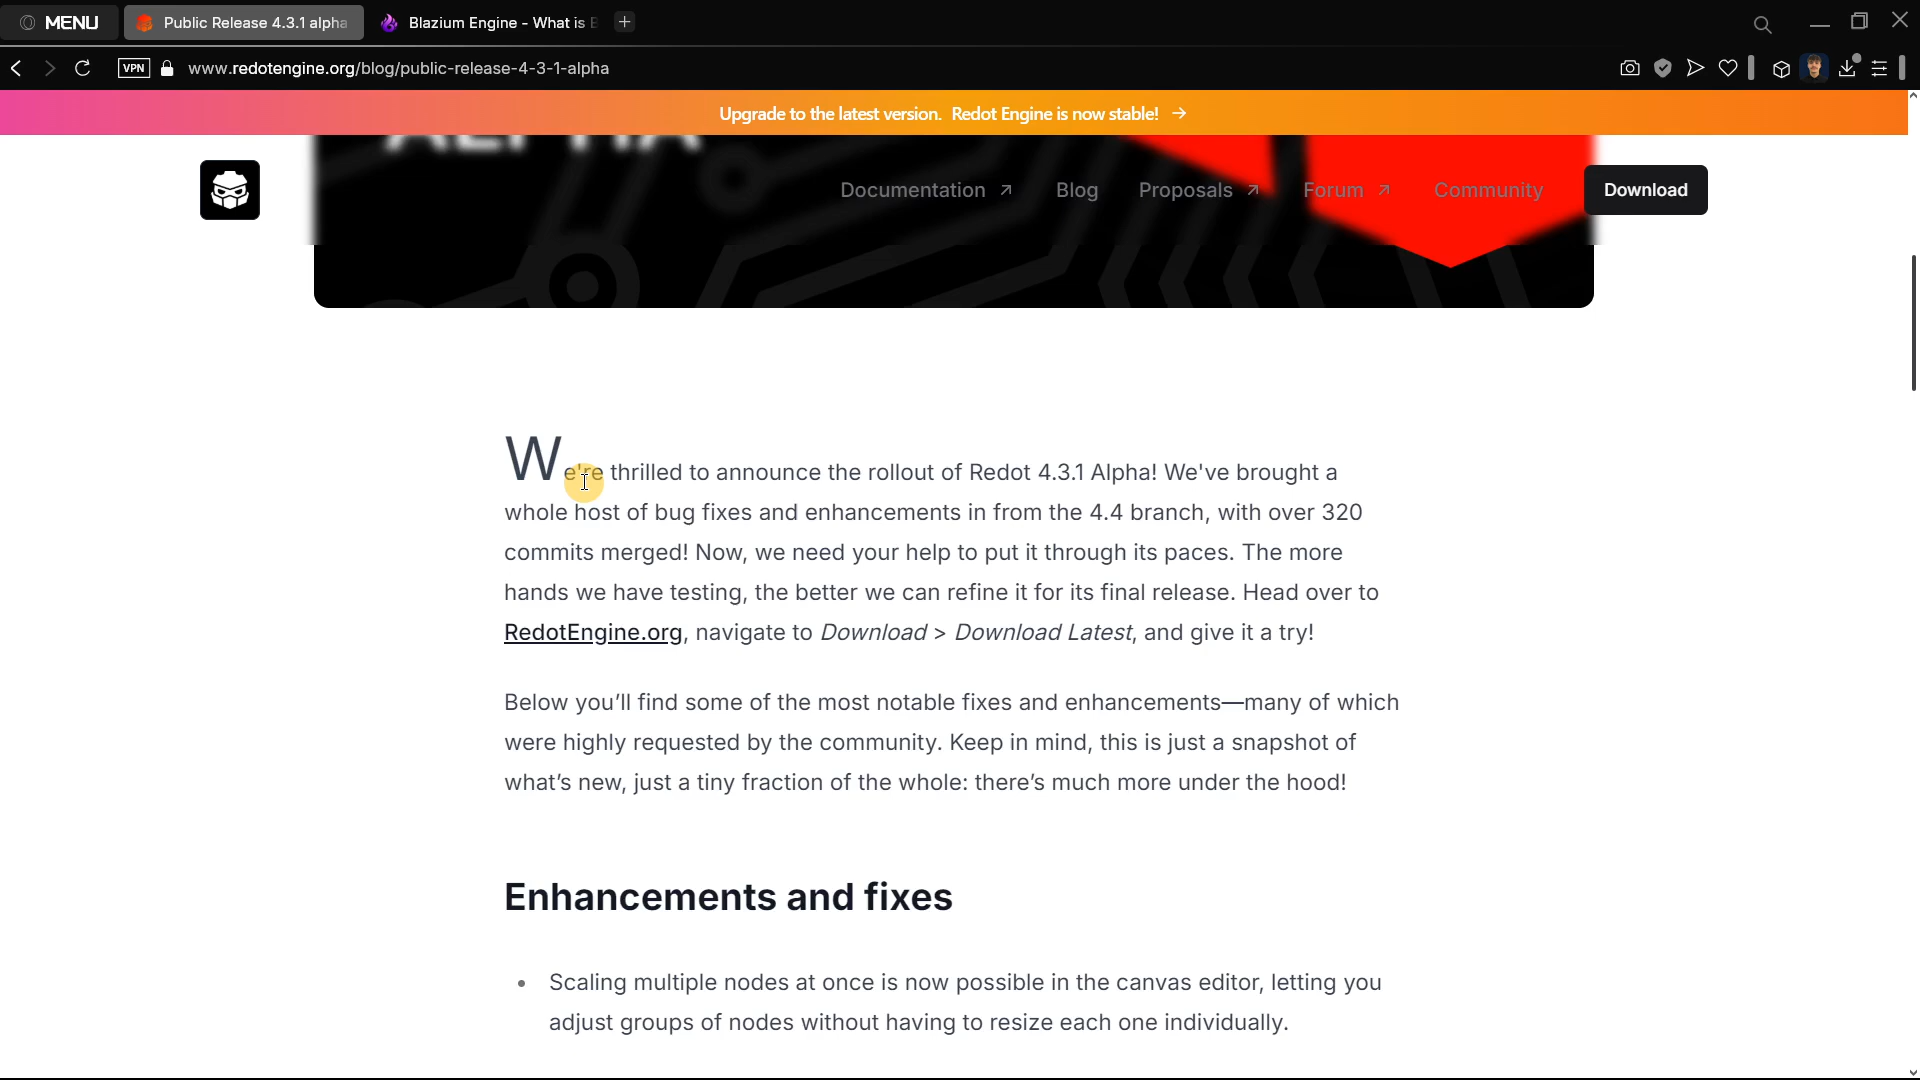 MENU
Public Release 4.3.1 alpha
Blazium Engine - What is
VPN
www.redotengine.org/blog/public-release-4-3-1-alpha
Upgrade to the latest version. Redot Engine is now stable! →
ALPHA
Documentation ↗
Blog
Proposals ↗
Forum ↗
Community
Download
We're thrilled to announce the rollout of Redot 4.3.1 Alpha! We've brought a
whole host of bug fixes and enhancements in from the 4.4 branch, with over 320
commits merged! Now, we need your help to put it through its paces. The more
hands we have testing, the better we can refine it for its final release. Head over to
RedotEngine.org, navigate to Download > Download Latest, and give it a try!
Below you’ll find some of the most notable fixes and enhancements—many of which
were highly requested by the community. Keep in mind, this is just a snapshot of
what’s new, just a tiny fraction of the whole: there’s much more under the hood!
Enhancements and fixes
• Scaling multiple nodes at once is now possible in the canvas editor, letting you
adjust groups of nodes without having to resize each one individually.